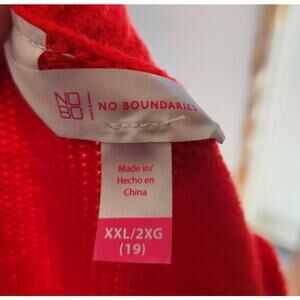 NO
BO
NO BOUNDARIES
Made in/
Hecho en
China
XXL/2XG
(19)